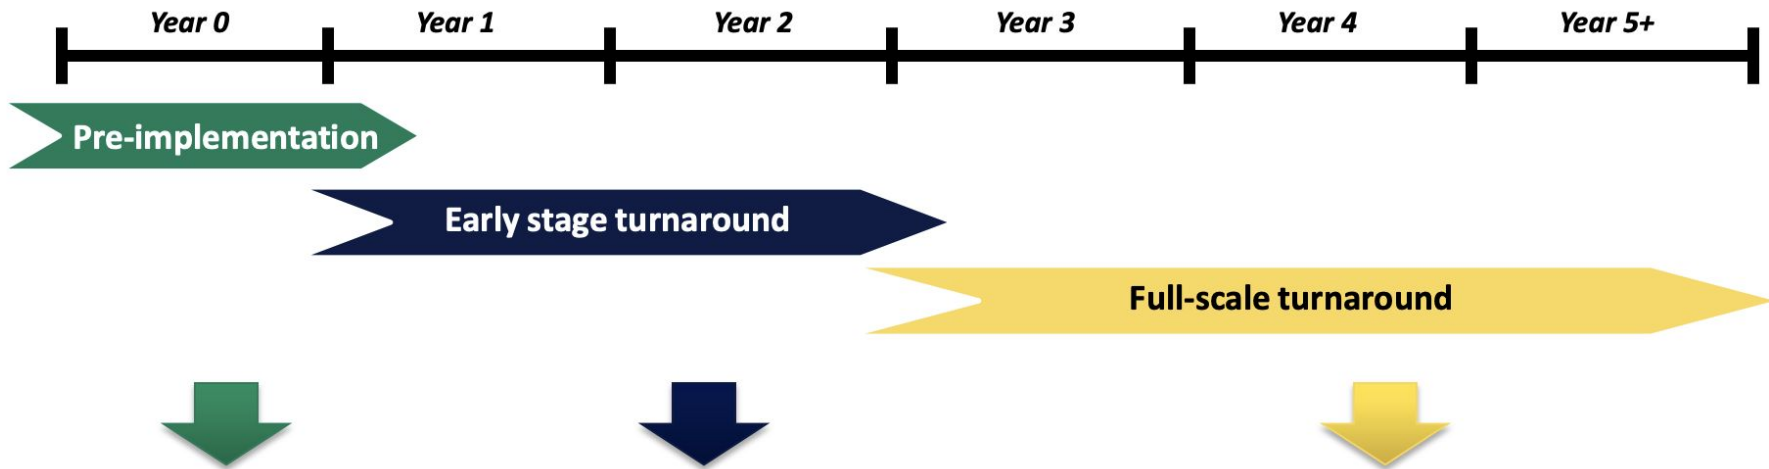 Year 0 Year 1 Year 2 Year 3 Year 4 Year 5+
Pre-implementation
Early stage turnaround
Full-scale turnaround